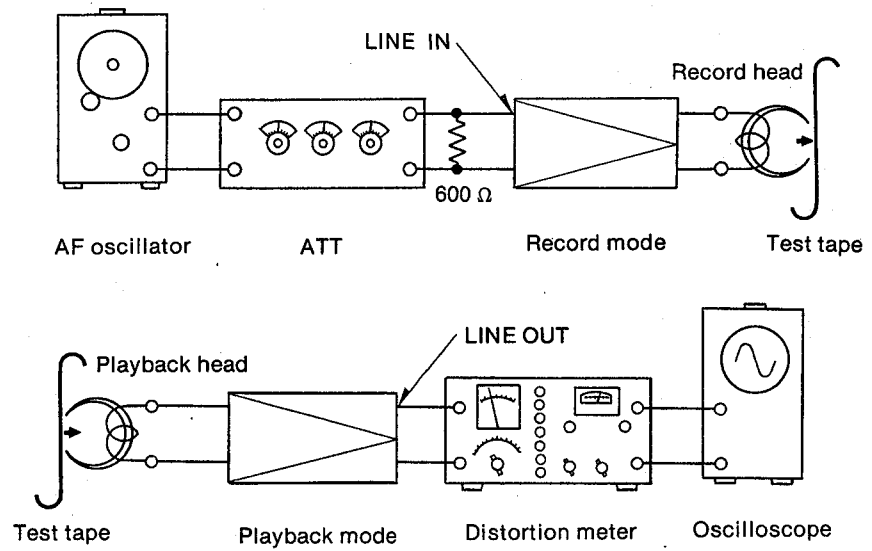 LINE IN
Record head
600 Ω
AF oscillator
ATT
Record mode
Test tape
LINE OUT
Playback head
Test tape
Playback mode
Distortion meter
Oscilloscope